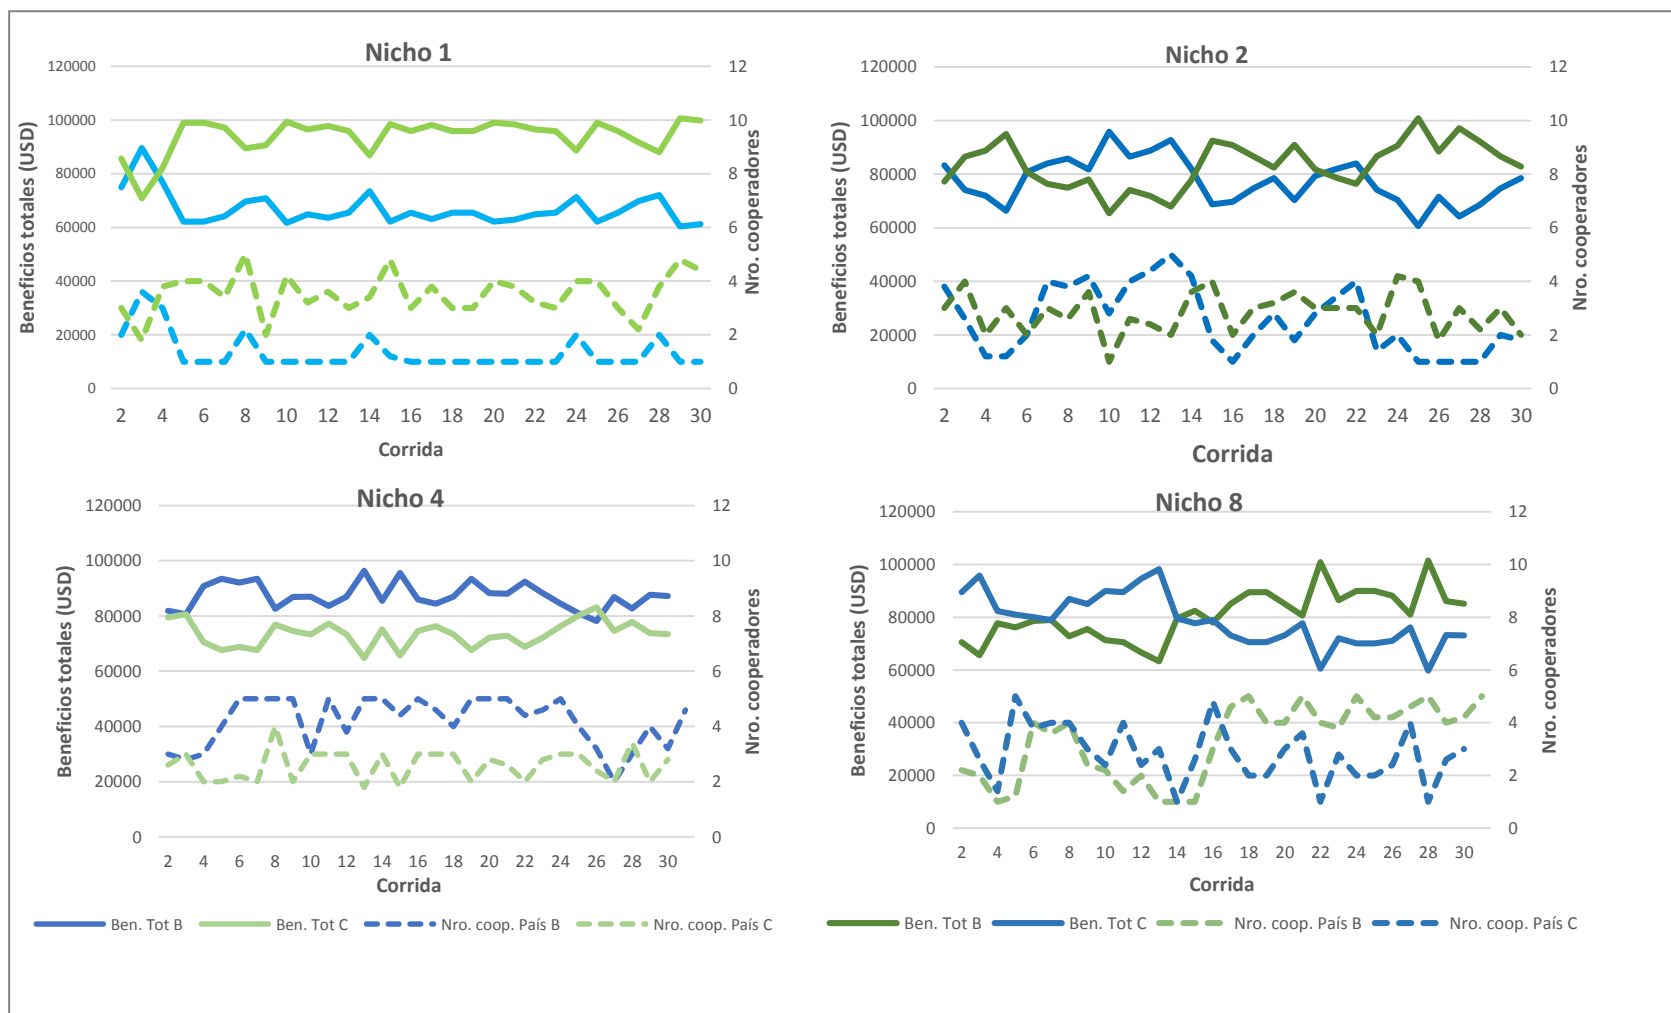 Nicho 1
120000
100000
80000
60000
40000
20000
0
Beneficios totales (USD)
12
10
8
6
4
2
0
Nro. cooperadores
2 4 6 8 10 12 14 16 18 20 22 24 26 28 30
Corrida
Nicho 2
120000
100000
80000
60000
40000
20000
0
Beneficios totales (USD)
12
10
8
6
4
2
0
Nro. cooperadores
2 4 6 8 10 12 14 16 18 20 22 24 26 28 30
Corrida
Nicho 4
120000
100000
80000
60000
40000
20000
0
Beneficios totales (USD)
12
10
8
6
4
2
0
Nro. cooperadores
2 4 6 8 10 12 14 16 18 20 22 24 26 28 30
Corrida
Ben. Tot B Ben. Tot C Nro. coop. País B Nro. coop. País C
Nicho 8
120000
100000
80000
60000
40000
20000
0
Beneficios totales (USD)
12
10
8
6
4
2
0
Nro. cooperadores
2 4 6 8 10 12 14 16 18 20 22 24 26 28 30
Corrida
Ben. Tot B Ben. Tot C Nro. coop. País B Nro. coop. País C